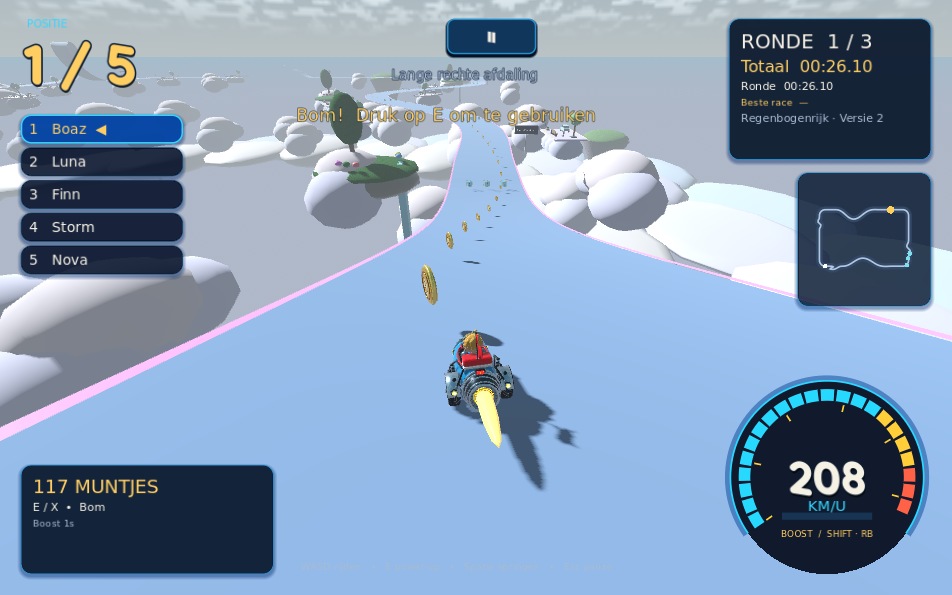 POSITIE
1/5
1 Boaz ◀
2 Luna
3 Finn
4 Storm
5 Nova
Lange rechte afdaling
Bom! Druk op E om te gebruiken
RONDE 1 / 3
Totaal 00:26.10
Ronde 00:26.10
Beste race —
Regenbogenrijk · Versie 2
117 MUNTJES
E / X • Bom
Boost 1s
208
KM/U
BOOST / SHIFT · RB